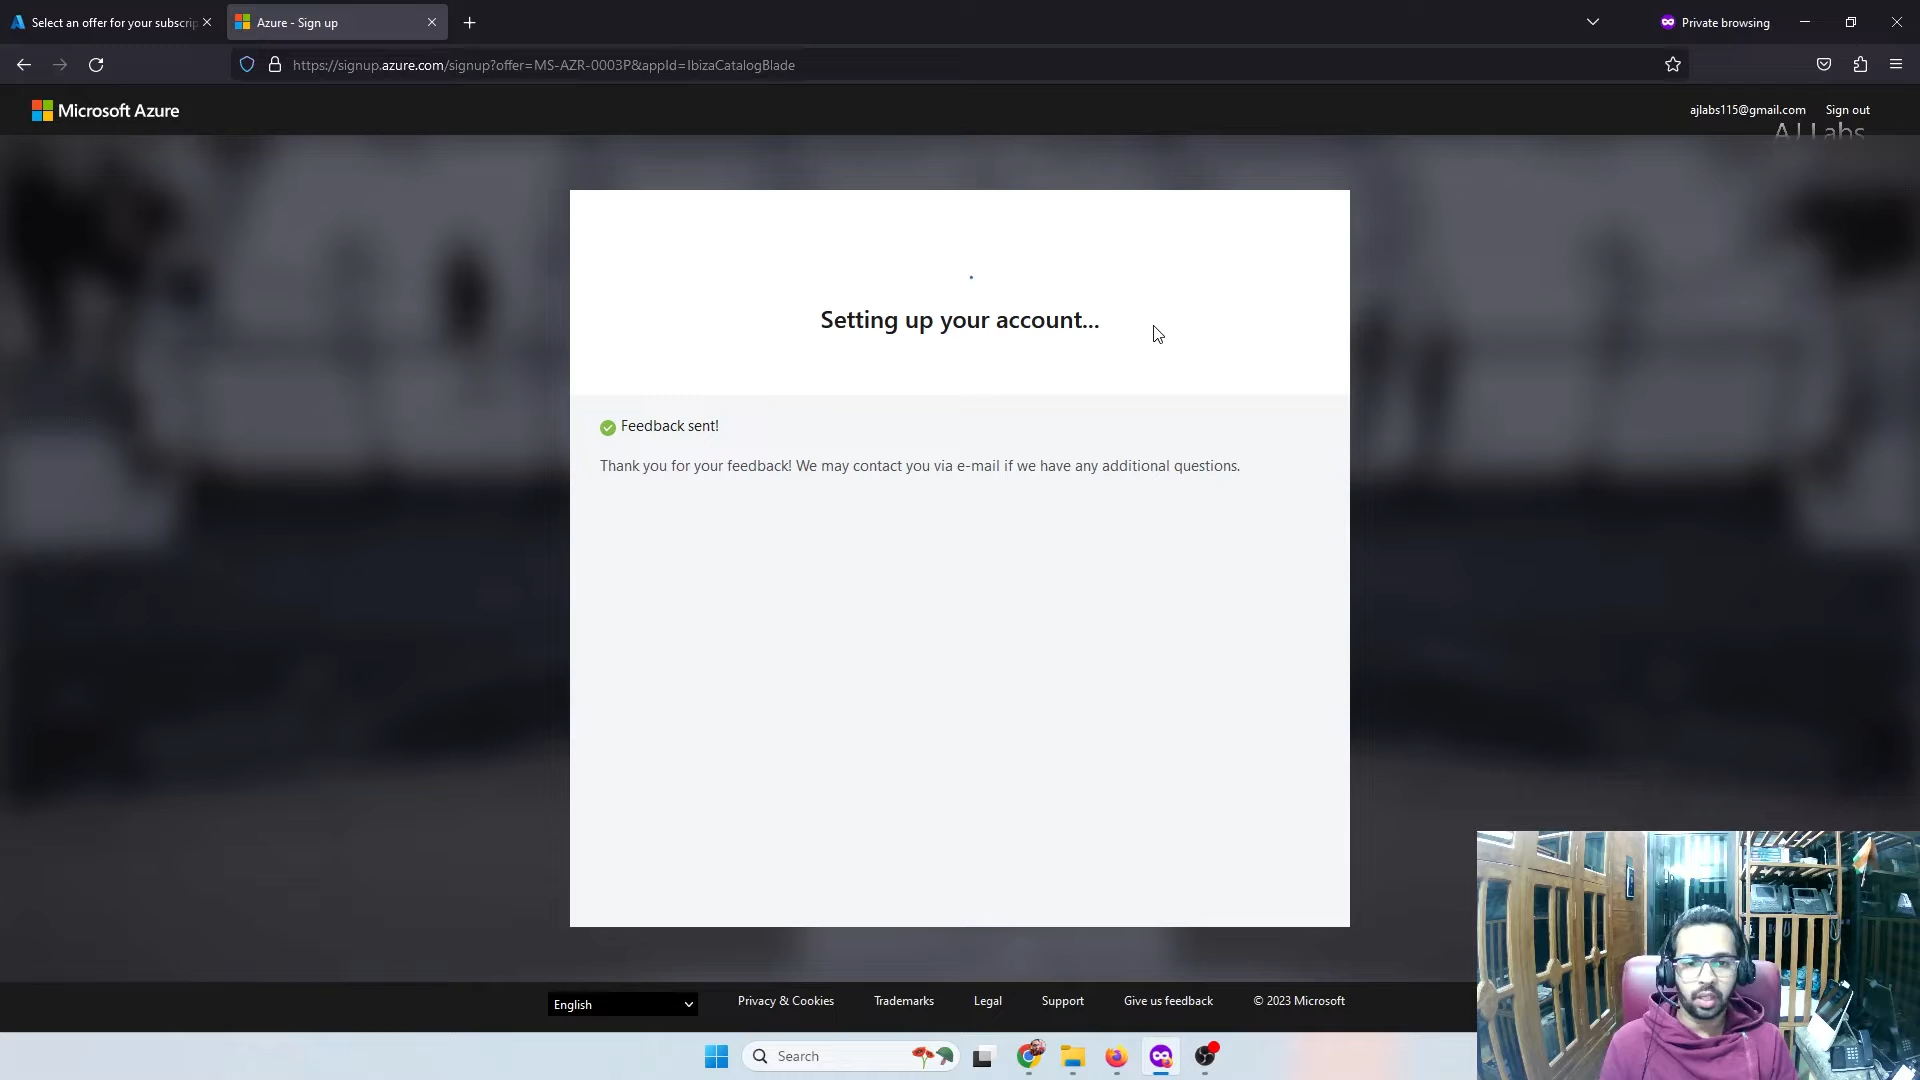 Select an offer for your subscrip
Azure - Sign up
Private browsing
https://signup.azure.com/signup?offer=MS-AZR-0003P&appId=IbizaCatalogBlade
Microsoft Azure
ajlabs115@gmail.com
Sign out
AJ Labs
Setting up your account...
Feedback sent!
Thank you for your feedback! We may contact you via e-mail if we have any additional questions.
English
Privacy & Cookies
Trademarks
Legal
Support
Give us feedback
© 2023 Microsoft
Search